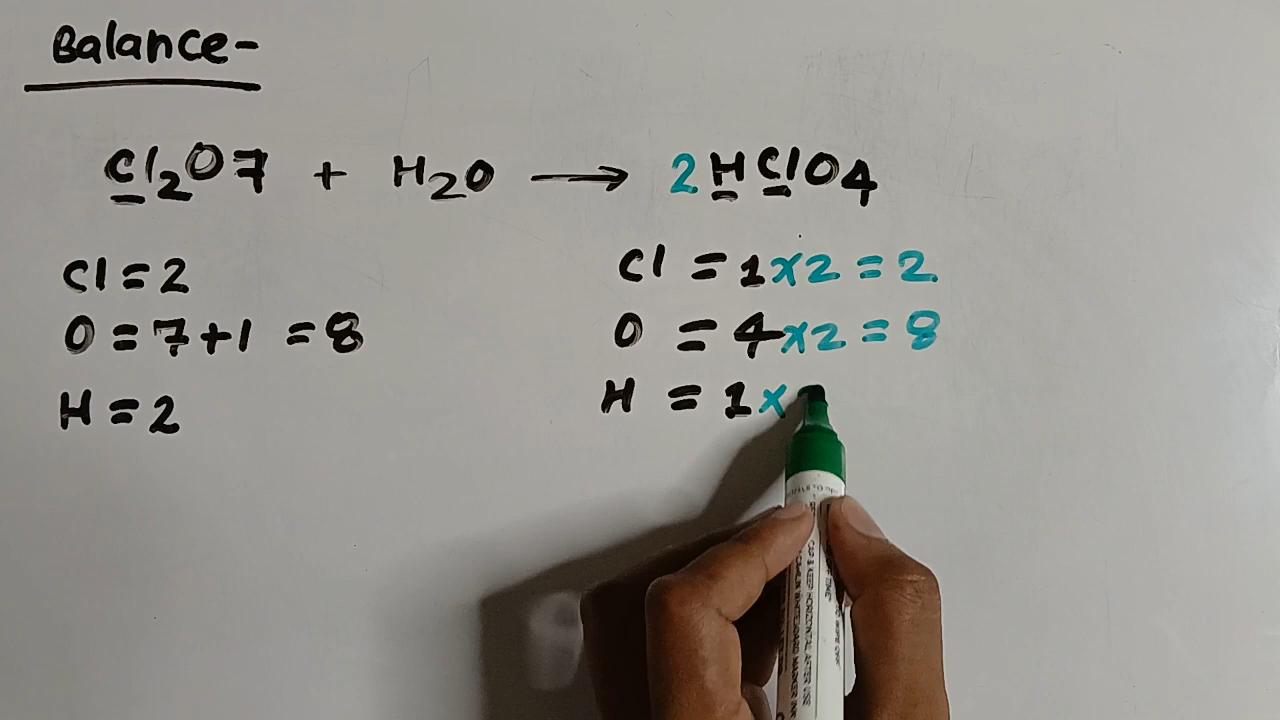 Balance-
Cl2O7 + H2O → 2HClO4
Cl = 2
O = 7+1 = 8
H = 2
Cl = 1x2 = 2
O = 4x2 = 8
H = 1x